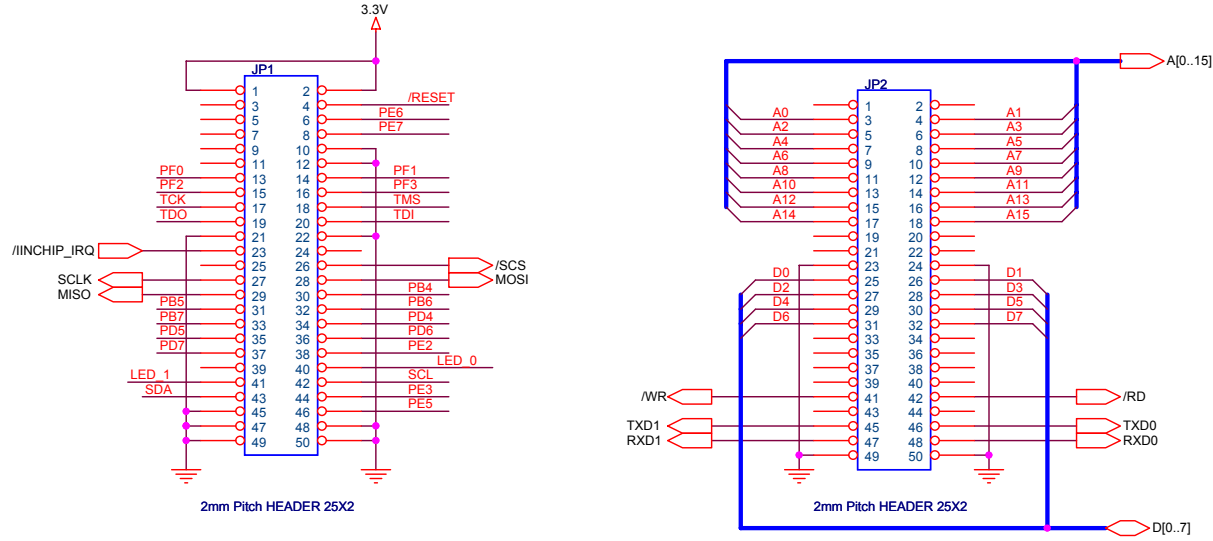 3.3V
JP1
1 2
/RESET
3 4
PE6
5 6
PE7
7 8
9 10
11 12
PF0 13 14 PF1
PF2 15 16 PF3
TCK 17 18 TMS
TDO 19 20 TDI
21 22
/IINCHIP_IRQ 23 24
25 26 /SCS
SCLK 27 28 MOSI
MISO 29 30 PB4
PB5 31 32 PB6
PB7 33 34 PD4
PD5 35 36 PD6
PD7 37 38 PE2
39 40 LED_0
LED_1 41 42 SCL
SDA 43 44 PE3
45 46 PE5
47 48
49 50
2mm Pitch HEADER 25X2
A[0..15]
JP2
1 2
A0 3 4 A1
A2 5 6 A3
A4 7 8 A5
A6 9 10 A7
A8 11 12 A9
A10 13 14 A11
A12 15 16 A13
A14 17 18 A15
19 20
21 22
23 24
D0 25 26 D1
D2 27 28 D3
D4 29 30 D5
D6 31 32 D7
33 34
35 36
37 38
39 40
/WR 41 42 /RD
43 44
TXD1 45 46 TXD0
RXD1 47 48 RXD0
49 50
2mm Pitch HEADER 25X2
D[0..7]